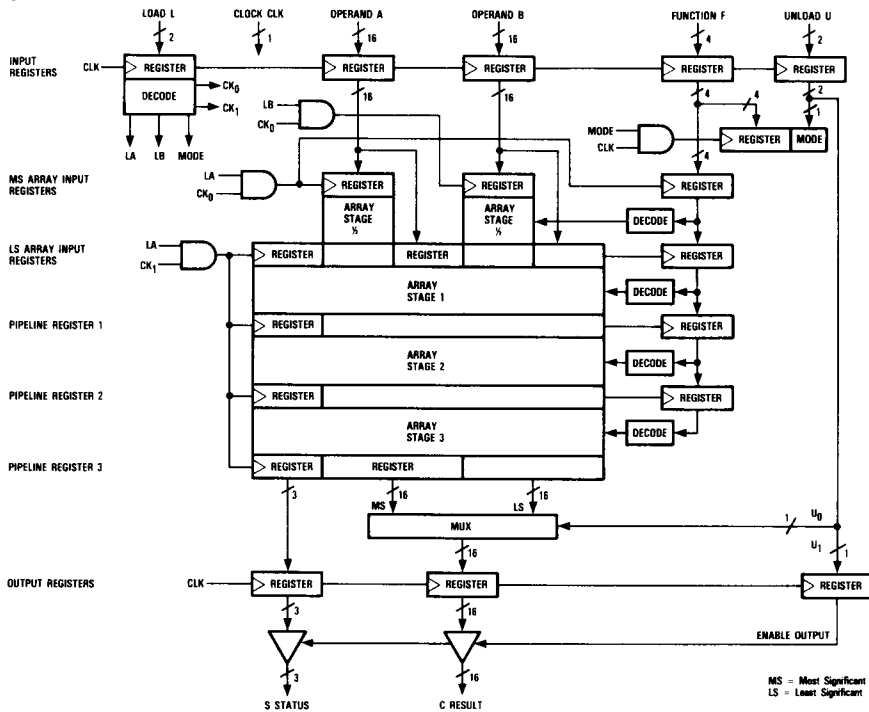 LOAD L CLOCK CLK OPERAND A OPERAND B FUNCTION F UNLOAD U
2 1 16 16 4 2
INPUT REGISTERS CLK REGISTER REGISTER REGISTER REGISTER REGISTER
DECODE CK0 CK1
16 16 4 4 2 1
LB CK0
MODE CLK REGISTER MODE
LA LB MODE
4
MS ARRAY INPUT REGISTERS LA CK0 REGISTER REGISTER REGISTER
ARRAY STAGE ½ ARRAY STAGE ½ DECODE
LS ARRAY INPUT REGISTERS LA CK1 REGISTER REGISTER REGISTER
ARRAY STAGE 1 DECODE
PIPELINE REGISTER 1 REGISTER REGISTER
ARRAY STAGE 2 DECODE
PIPELINE REGISTER 2 REGISTER REGISTER
ARRAY STAGE 3 DECODE
PIPELINE REGISTER 3 REGISTER REGISTER
3 MS 16 LS 16
MUX 1 U0
16 U1 1
OUTPUT REGISTERS CLK REGISTER REGISTER REGISTER
3 16
ENABLE OUTPUT
3 16
S STATUS C RESULT
MS = Most Significant
LS = Least Significant